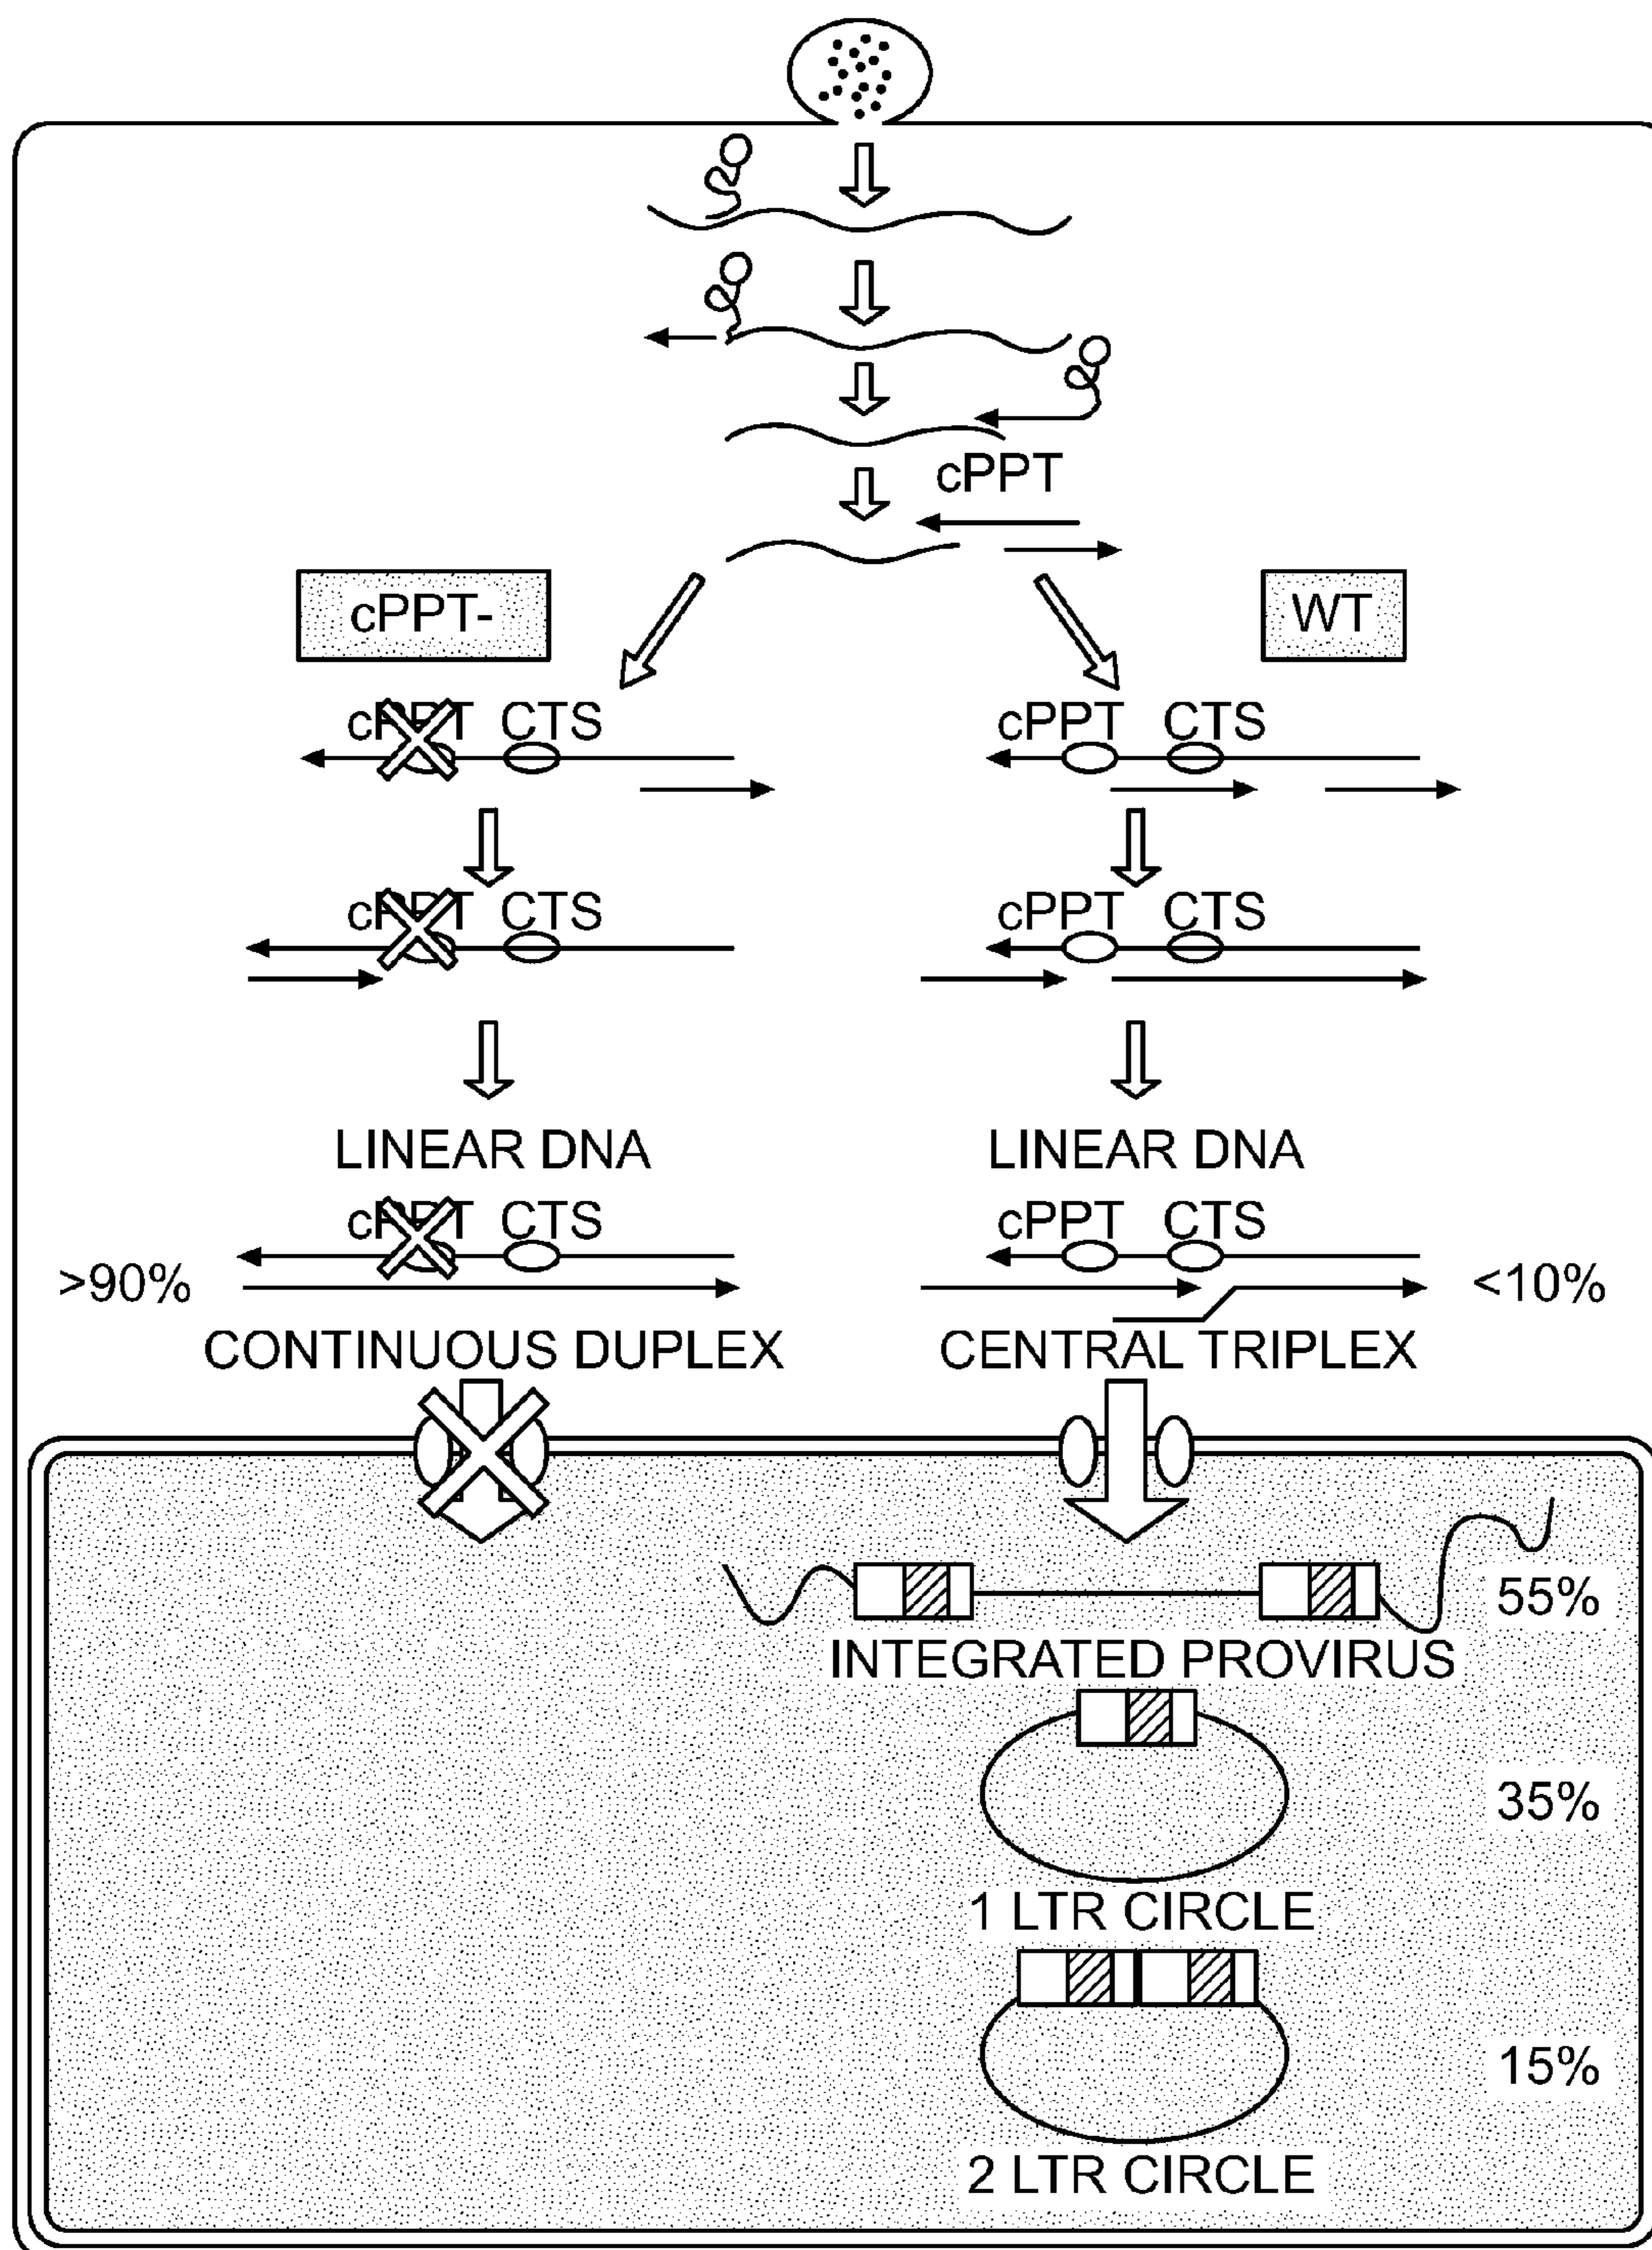 cPPT
cPPT- WT
cPPT CTS cPPT CTS
cPPT CTS cPPT CTS
LINEAR DNA LINEAR DNA
cPPT CTS cPPT CTS
>90% <10%
CONTINUOUS DUPLEX CENTRAL TRIPLEX
55%
INTEGRATED PROVIRUS
35%
1 LTR CIRCLE
15%
2 LTR CIRCLE